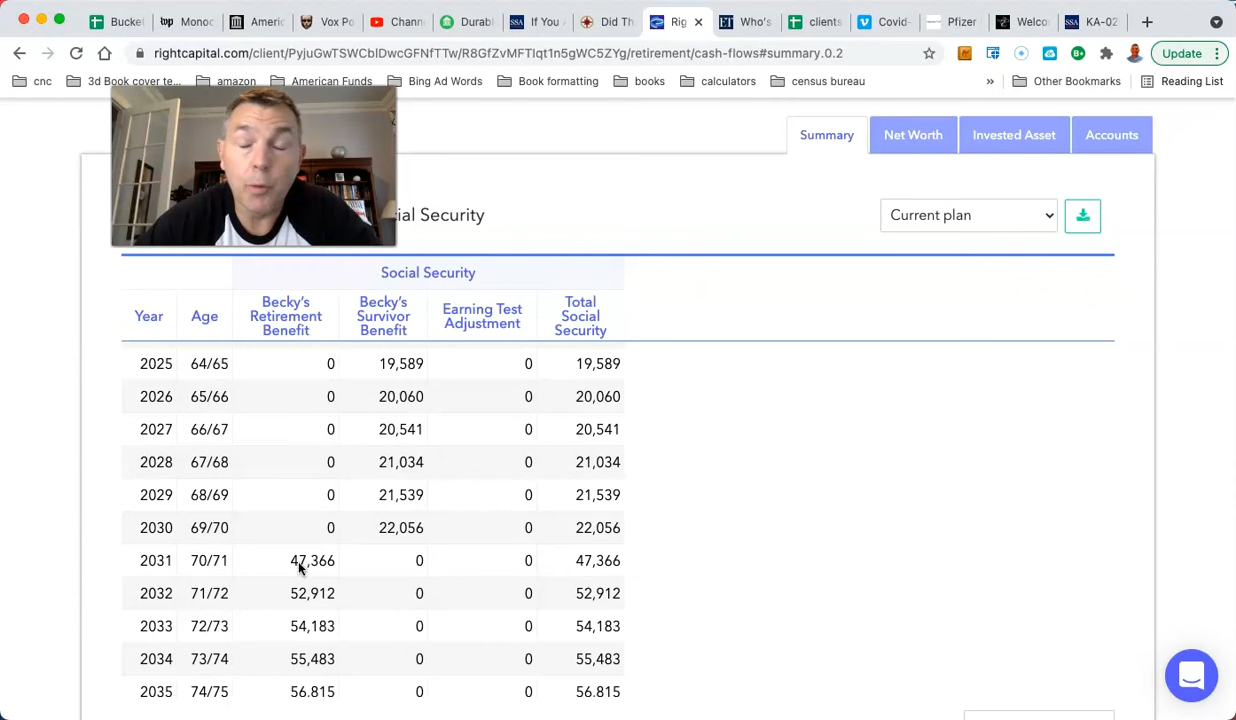 Bucket
Monoc
Americ
Vox Po
Chann
Durabl
If You A
Did Th
Rig
Who's
clients
Covid-
Pfizer
Welco
KA-02
rightcapital.com/client/PyjuGwTSWCbIDwcGFNfTTw/R8GfZvMFTIqt1n5gWC5ZYg/retirement/cash-flows#summary.0.2
Update
cnc
3d Book cover te...
amazon
American Funds
Bing Ad Words
Book formatting
books
calculators
census bureau
»
Other Bookmarks
Reading List
Summary
Net Worth
Invested Asset
Accounts
cial Security
Current plan
Social Security
Year
Age
Becky's
Retirement
Benefit
Becky's
Survivor
Benefit
Earning Test
Adjustment
Total
Social
Security
2025 64/65 0 19,589 0 19,589
2026 65/66 0 20,060 0 20,060
2027 66/67 0 20,541 0 20,541
2028 67/68 0 21,034 0 21,034
2029 68/69 0 21,539 0 21,539
2030 69/70 0 22,056 0 22,056
2031 70/71 47,366 0 0 47,366
2032 71/72 52,912 0 0 52,912
2033 72/73 54,183 0 0 54,183
2034 73/74 55,483 0 0 55,483
2035 74/75 56.815 0 0 56.815